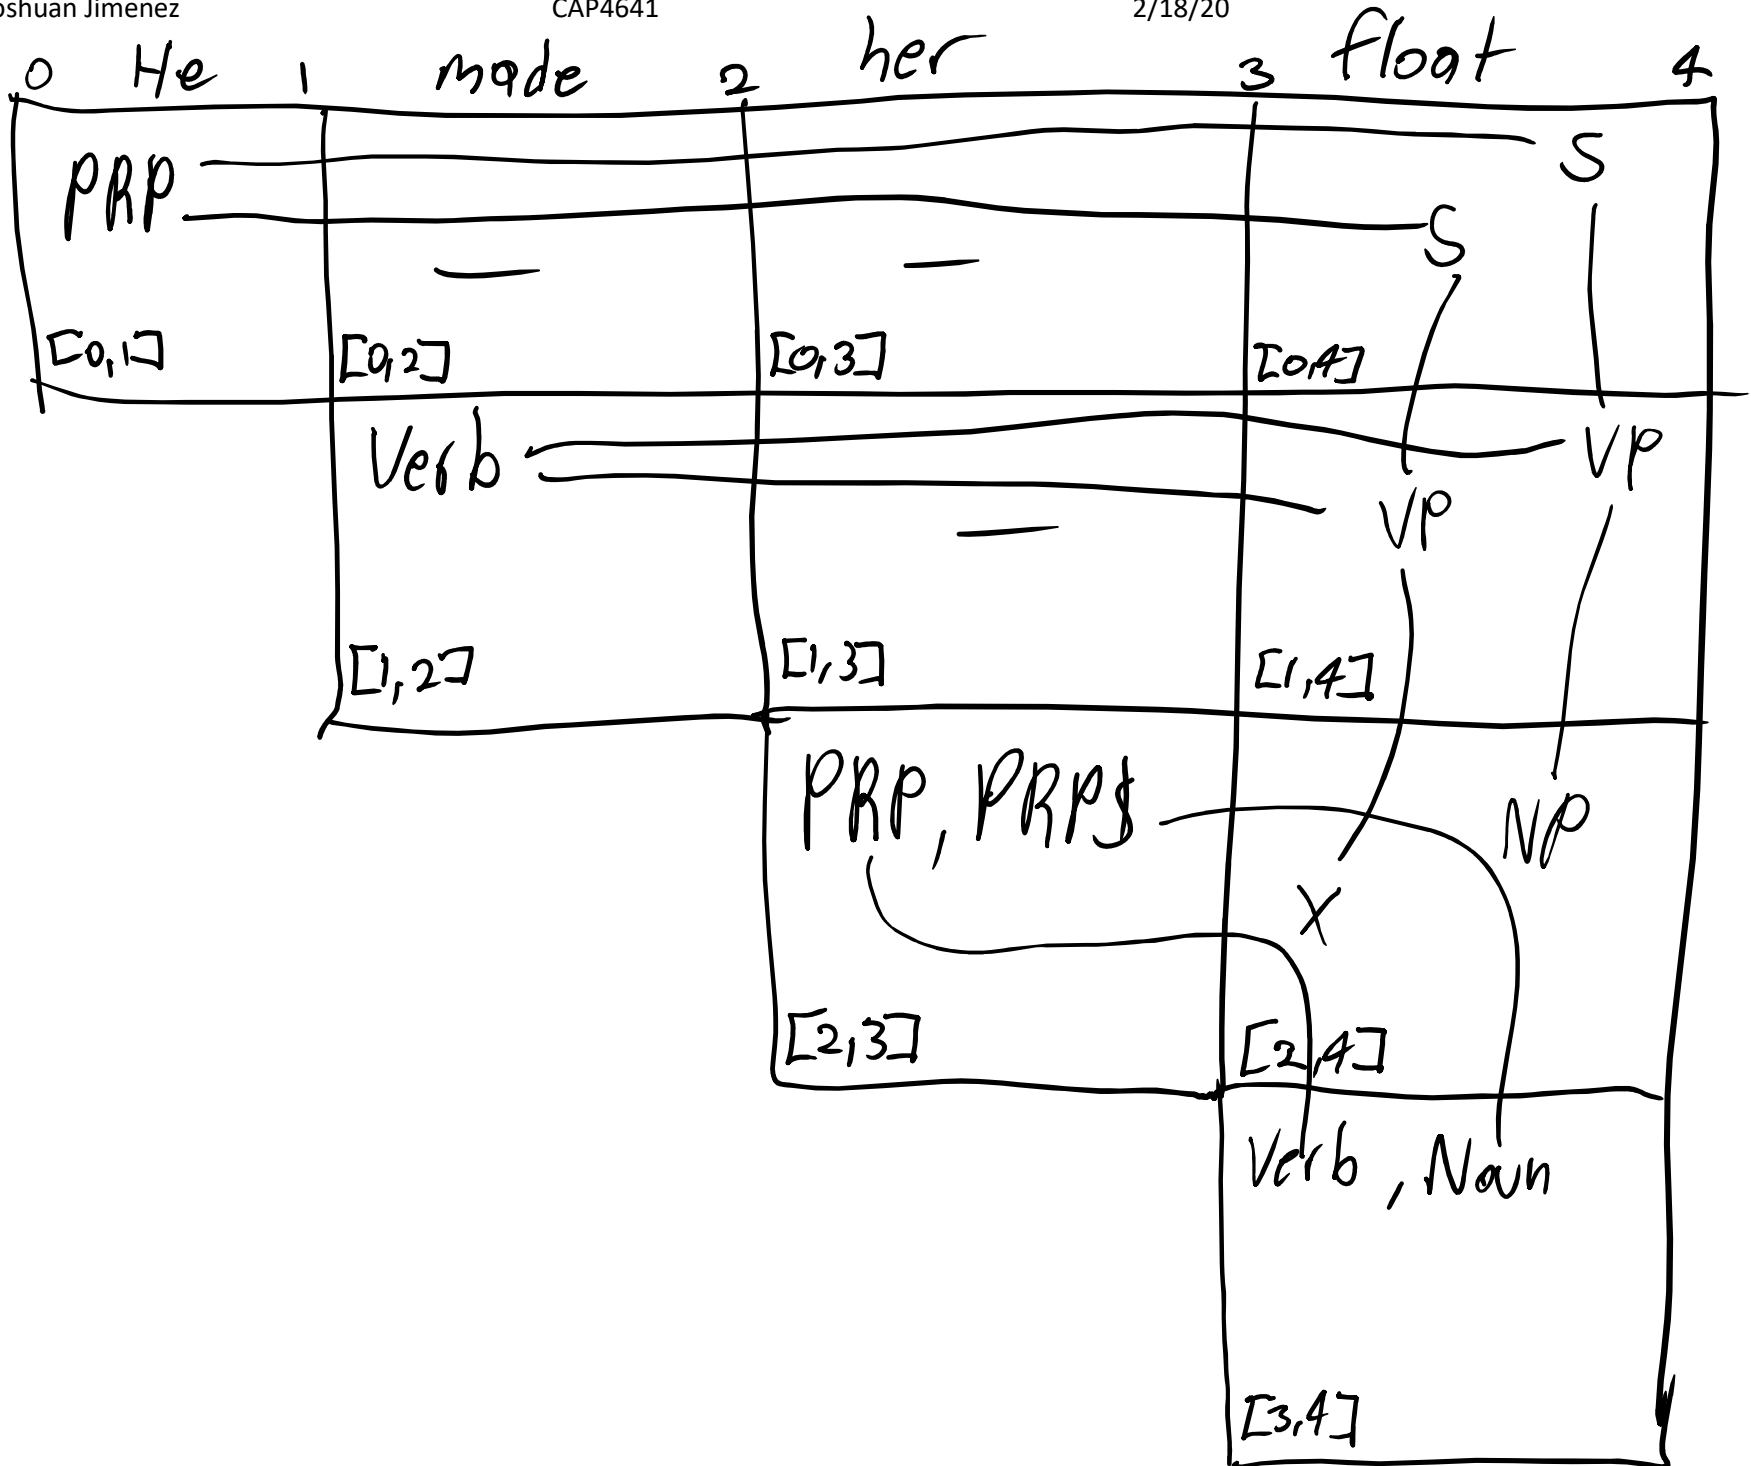 oshuan Jimenez CAP4641 2/18/20
0 He 1 made 2 her 3 float 4
PRP S
S
[0,1] [0,2] [0,3] [0,4]
Verb VP
VP
[1,2] [1,3] [1,4]
PRP, PRP$ NP
X
[2,3] [2,4]
Verb, Noun
[3,4]